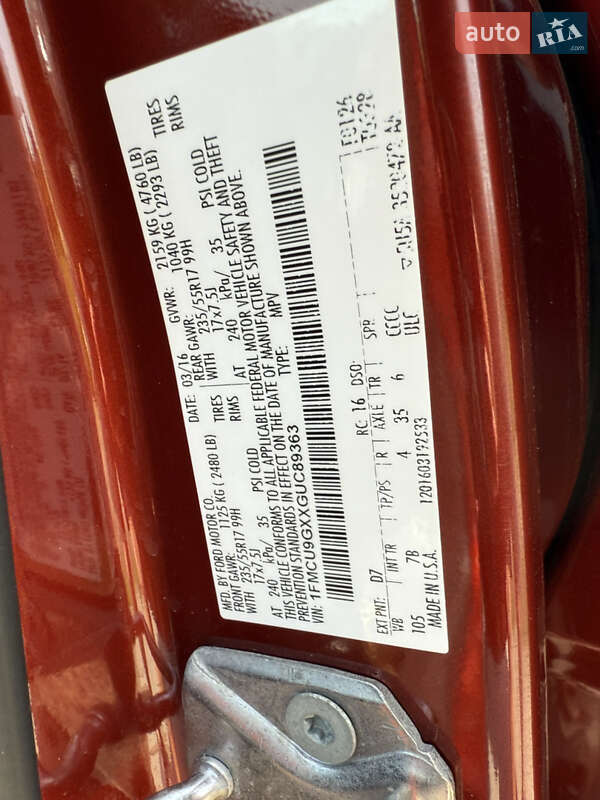 auto RIA.com
MFD. BY FORD MOTOR CO.
DATE: 03/16 GVWR: 2159 KG ( 4760 LB)
FRONT GAWR: 1125 KG ( 2480 LB) REAR GAWR: 1040 KG ( 2293 LB)
WITH 235/55R17 99H TIRES WITH 235/55R17 99H TIRES
17x7.5J RIMS 17x7.5J RIMS
AT 240 kPa/ 35 PSI COLD AT 240 kPa/ 35 PSI COLD
THIS VEHICLE CONFORMS TO ALL APPLICABLE FEDERAL MOTOR VEHICLE SAFETY AND THEFT
PREVENTION STANDARDS IN EFFECT ON THE DATE OF MANUFACTURE SHOWN ABOVE.
VIN: 1FMCU9GXXGUC89363
TYPE: MPV
EXT PNT: D7 RC: 16 DSO:
WB INT TR TP/PS R AXLE TR SPR
105 7B 4 35 6 CCCC
MADE IN U.S.A. ULF
1201603192533